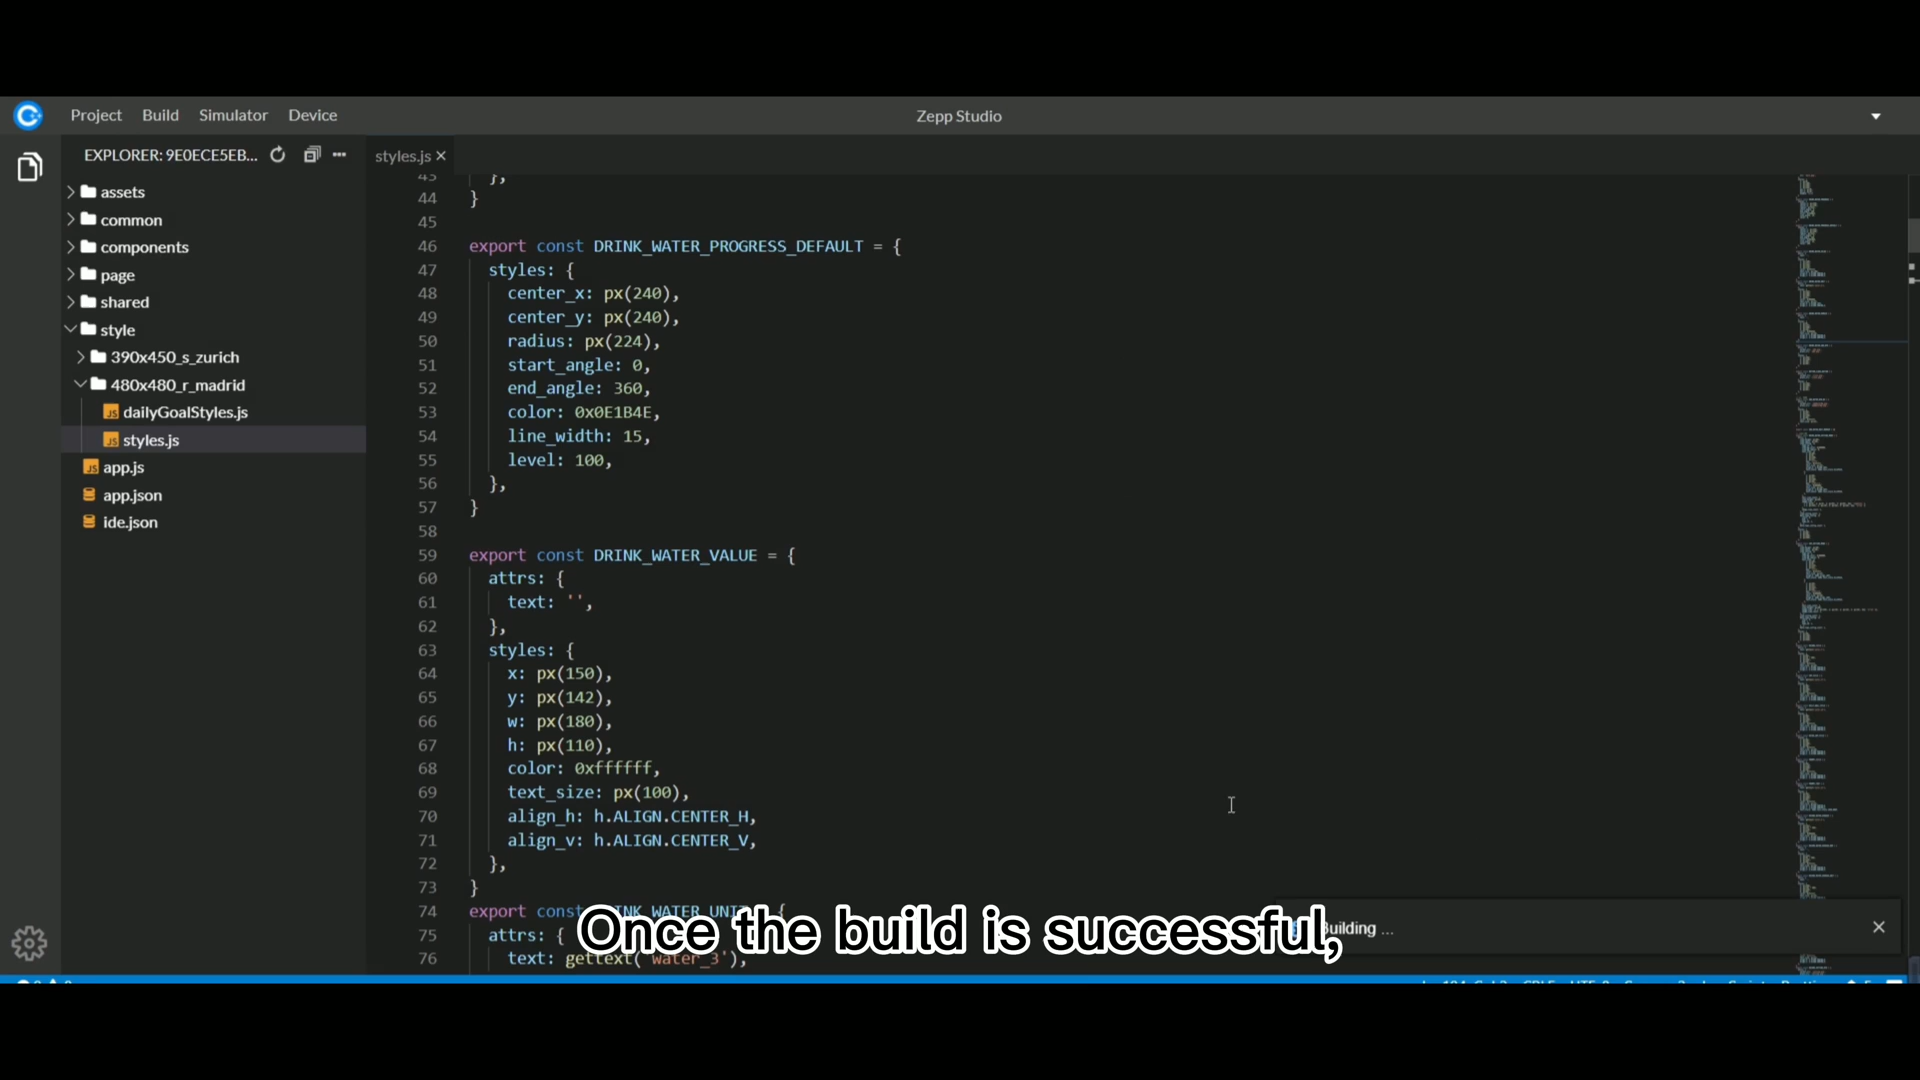 Project Build Simulator Device
Zepp Studio
EXPLORER: 9E0ECE5EB...
styles.js
assets
common
components
page
shared
style
390x450_s_zurich
480x480_r_madrid
dailyGoalStyles.js
styles.js
app.js
app.json
ide.json
43 },
44 }
45
46 export const DRINK_WATER_PROGRESS_DEFAULT = {
47 styles: {
48 center_x: px(240),
49 center_y: px(240),
50 radius: px(224),
51 start_angle: 0,
52 end_angle: 360,
53 color: 0x0E1B4E,
54 line_width: 15,
55 level: 100,
56 },
57 }
58
59 export const DRINK_WATER_VALUE = {
60 attrs: {
61 text: '',
62 },
63 styles: {
64 x: px(150),
65 y: px(142),
66 w: px(180),
67 h: px(110),
68 color: 0xffffff,
69 text_size: px(100),
70 align_h: h.ALIGN.CENTER_H,
71 align_v: h.ALIGN.CENTER_V,
72 },
73 }
74 export {
75 attrs: {
76 text: gettext('water_3'),
Building ...
Once the build is successful,